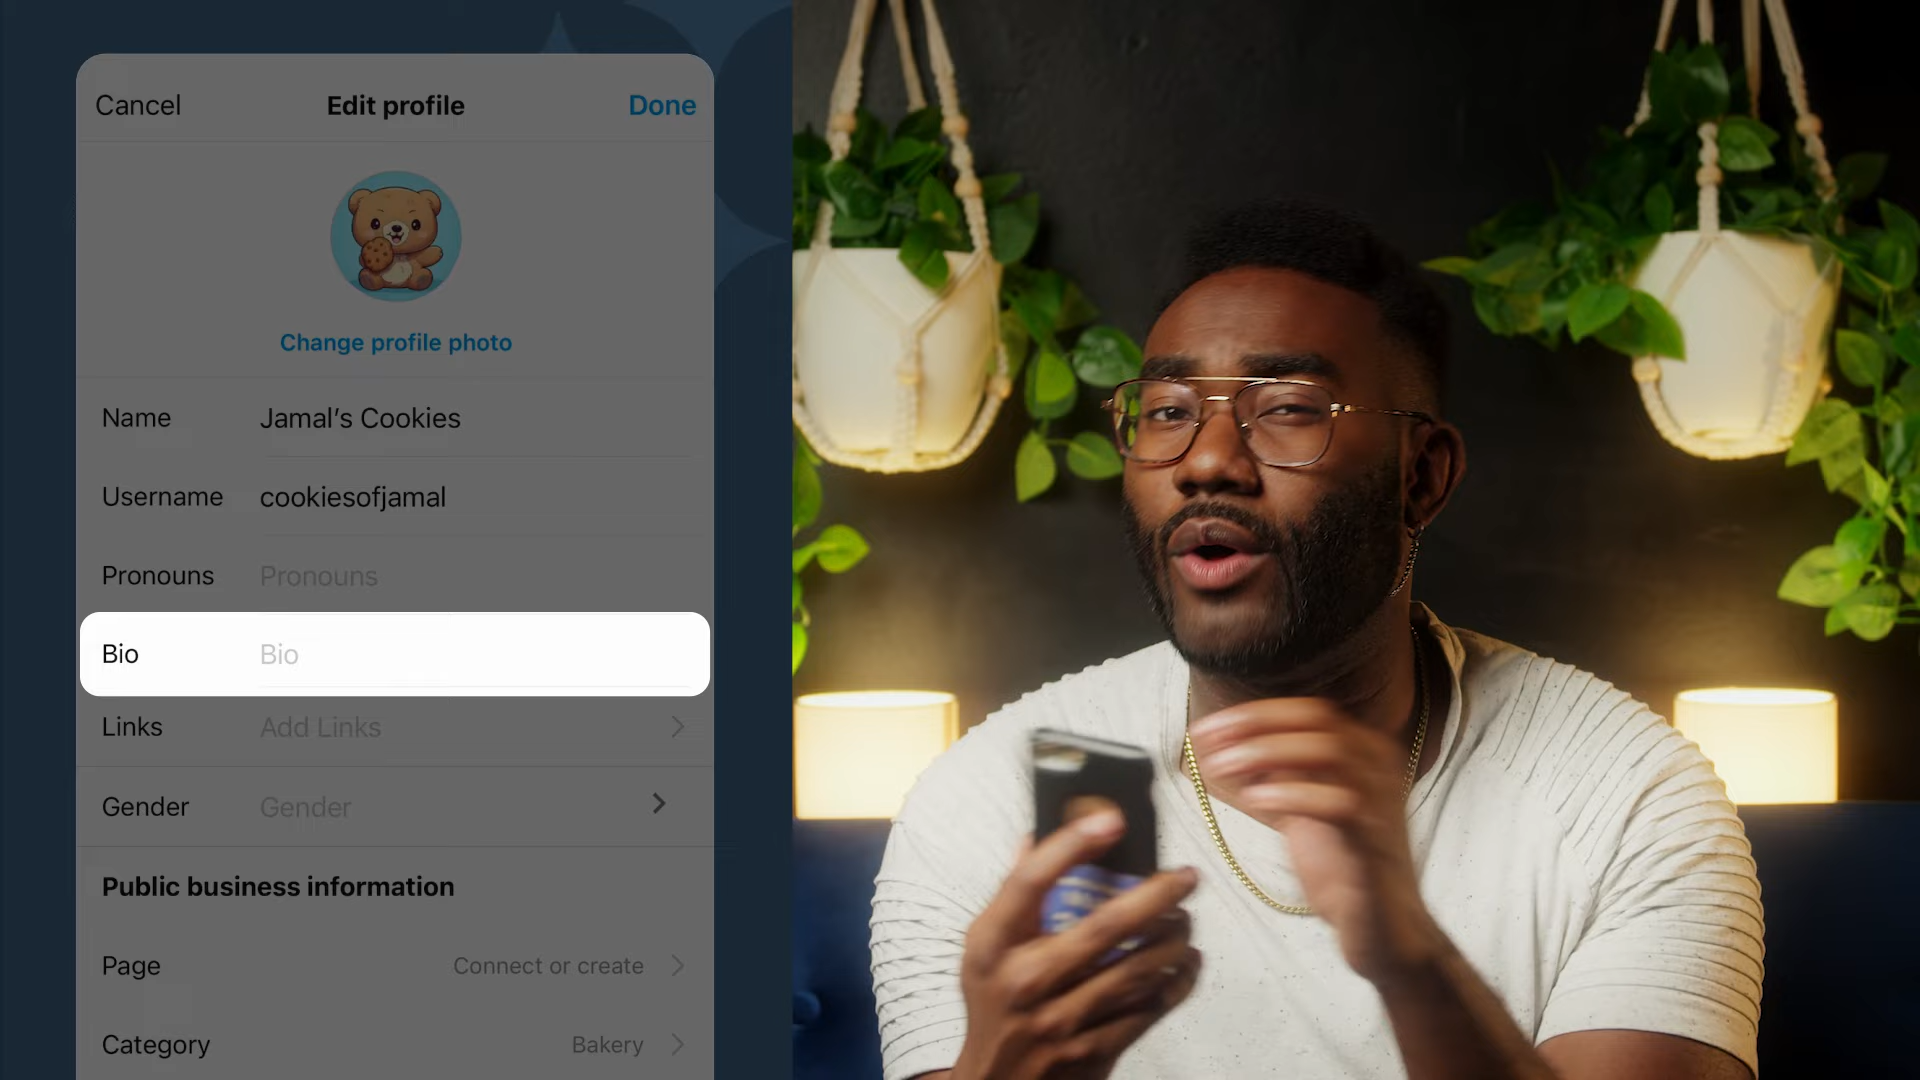 Cancel Edit profile Done
Change profile photo
Name Jamal's Cookies
Username cookiesofjamal
Pronouns Pronouns
Bio Bio
Links Add Links
Gender Gender
Public business information
Page Connect or create
Category Bakery